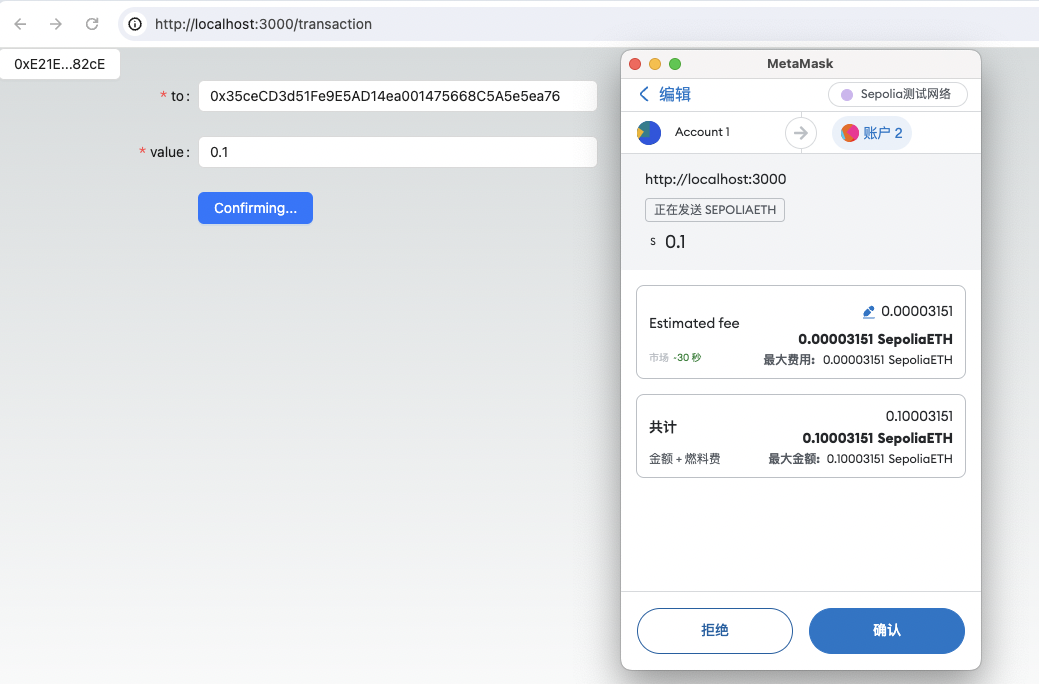 http://localhost:3000/transaction
0xE21E...82cE
* to :
0x35ceCD3d51Fe9E5AD14ea001475668C5A5e5ea76
* value :
0.1
Confirming...
MetaMask
编辑
Sepolia测试网络
Account 1
账户 2
http://localhost:3000
正在发送 SEPOLIAETH
S 0.1
0.00003151
Estimated fee
0.00003151 SepoliaETH
市场 -30 秒
最大费用: 0.00003151 SepoliaETH
0.10003151
共计
0.10003151 SepoliaETH
金额 + 燃料费
最大金额: 0.10003151 SepoliaETH
拒绝
确认